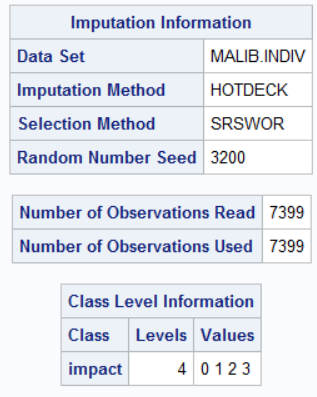 Imputation Information
Data Set MALIB.INDIV
Imputation Method HOTDECK
Selection Method SRSWOR
Random Number Seed 3200
Number of Observations Read 7399
Number of Observations Used 7399
Class Level Information
Class Levels Values
impact 4 0 1 2 3